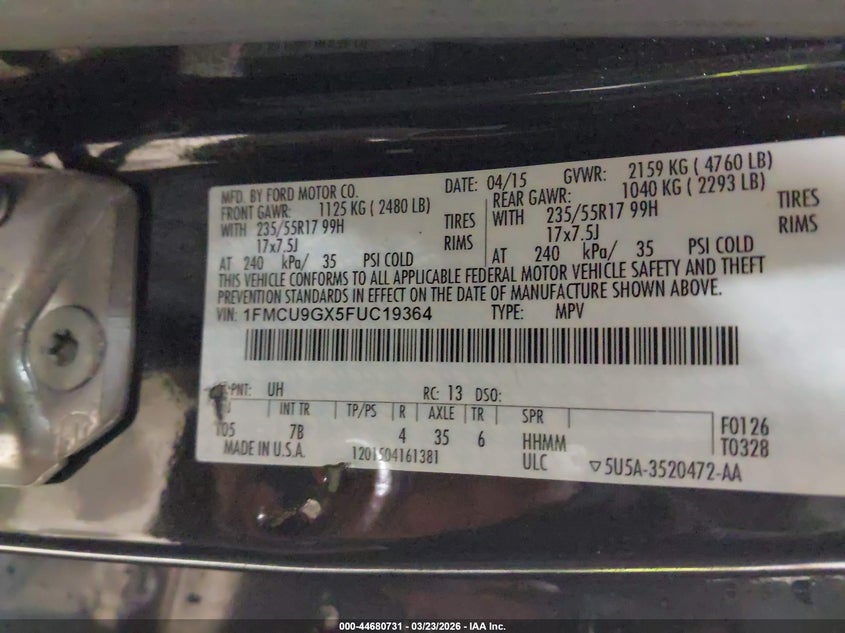 MFD. BY FORD MOTOR CO.
DATE: 04/15
GVWR: 2159 KG ( 4760 LB)
FRONT GAWR: 1125 KG ( 2480 LB)
REAR GAWR: 1040 KG ( 2293 LB)
WITH 235/55R17 99H TIRES
WITH 235/55R17 99H TIRES
17x7.5J RIMS
17x7.5J RIMS
AT 240 kPa/ 35 PSI COLD
AT 240 kPa/ 35 PSI COLD
THIS VEHICLE CONFORMS TO ALL APPLICABLE FEDERAL MOTOR VEHICLE SAFETY AND THEFT
PREVENTION STANDARDS IN EFFECT ON THE DATE OF MANUFACTURE SHOWN ABOVE.
VIN: 1FMCU9GX5FUC19364 TYPE: MPV
PNT: UH RC: 13 DSO:
INT TR TP/PS R AXLE TR SPR
105 7B 4 35 6 HHMM
F0126
T0328
MADE IN U.S.A. 1201504161381 ULC ▽5U5A-3520472-AA
000-44680731 - 03/23/2026 - IAA Inc.